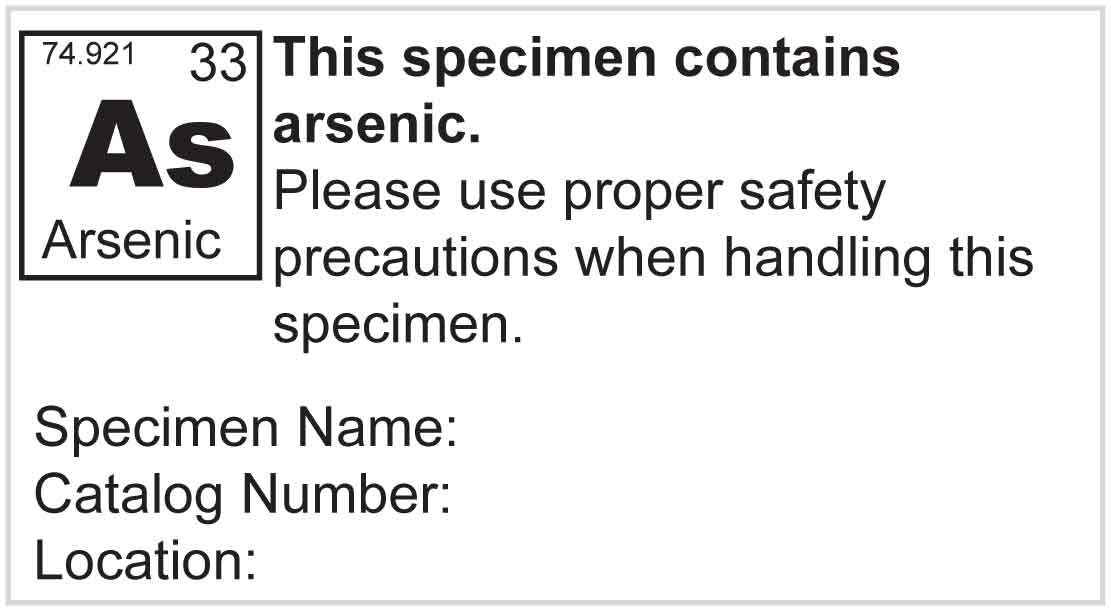 74.921 33
As
Arsenic
This specimen contains
arsenic.
Please use proper safety
precautions when handling this
specimen.
Specimen Name:
Catalog Number:
Location: